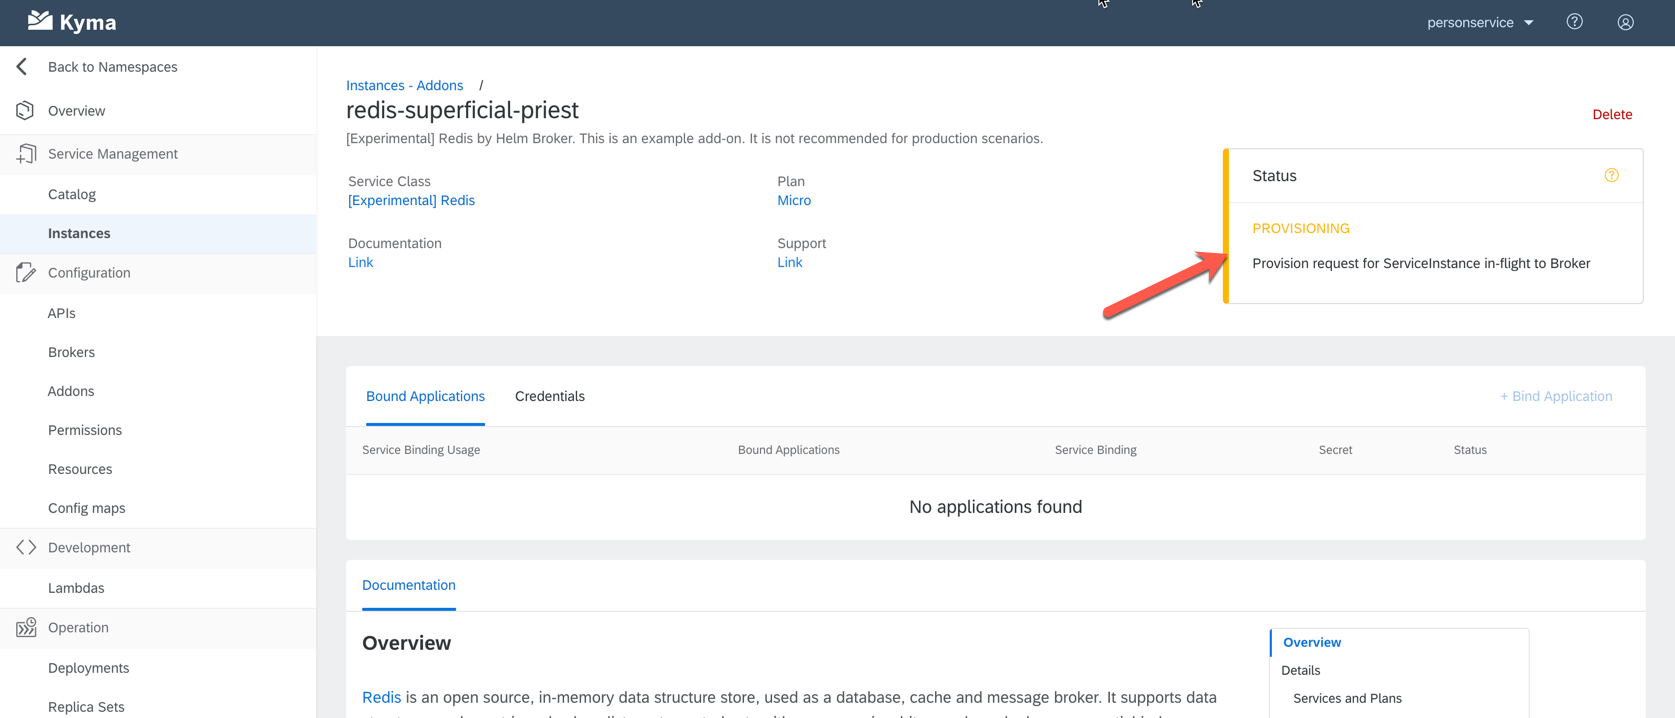 Kyma
personservice
Back to Namespaces
Overview
Service Management
Catalog
Instances
Configuration
APIs
Brokers
Addons
Permissions
Resources
Config maps
Development
Lambdas
Operation
Deployments
Replica Sets
Instances - Addons /
redis-superficial-priest
Delete
[Experimental] Redis by Helm Broker. This is an example add-on. It is not recommended for production scenarios.
Service Class
[Experimental] Redis
Plan
Micro
Documentation
Link
Support
Link
Status
?
PROVISIONING
Provision request for ServiceInstance in-flight to Broker
Bound Applications Credentials + Bind Application
Service Binding Usage Bound Applications Service Binding Secret Status
No applications found
Documentation
Overview
Redis is an open source, in-memory data structure store, used as a database, cache and message broker. It supports data
Overview
Details
Services and Plans